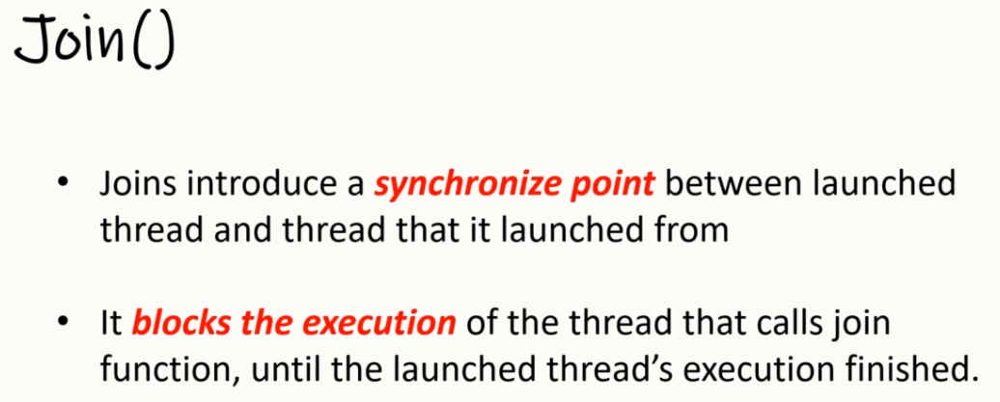 Join()
• Joins introduce a synchronize point between launched
thread and thread that it launched from
• It blocks the execution of the thread that calls join
function, until the launched thread’s execution finished.